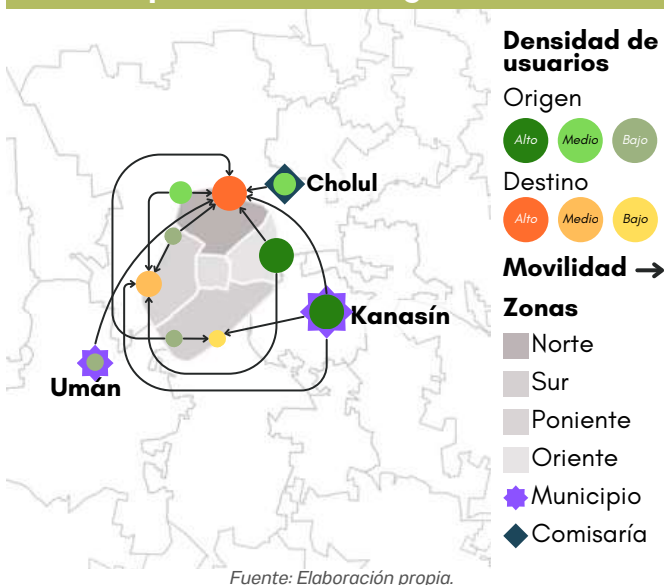 Densidad de
usuarios
Origen
Alto
Medio
Bajo
Destino
Alto
Medio
Bajo
Movilidad
Zonas
Norte
Sur
Poniente
Oriente
Municipio
Comisaría
Cholul
Kanasín
Umán
Fuente: Elaboración propia.